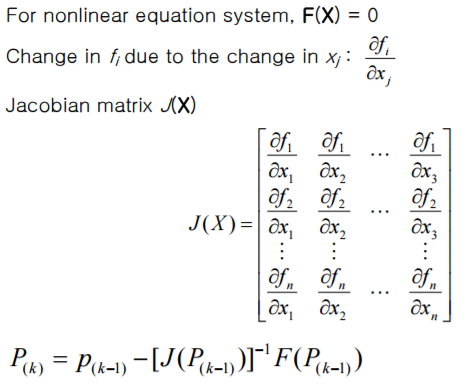 For nonlinear equation system, F(X) = 0
Change in fᵢ due to the change in xⱼ : ∂fᵢ/∂xⱼ
Jacobian matrix J(X)
J(X) = [ ∂f₁/∂x₁ ∂f₁/∂x₂ ⋯ ∂f₁/∂x₃
∂f₂/∂x₁ ∂f₂/∂x₂ ⋯ ∂f₂/∂x₃
⋮ ⋮ ⋮
∂fₙ/∂x₁ ∂fₙ/∂x₂ ⋯ ∂fₙ/∂xₙ ]
P₍ₖ₎ = p₍ₖ₋₁₎ − [J(P₍ₖ₋₁₎)]⁻¹ F(P₍ₖ₋₁₎)